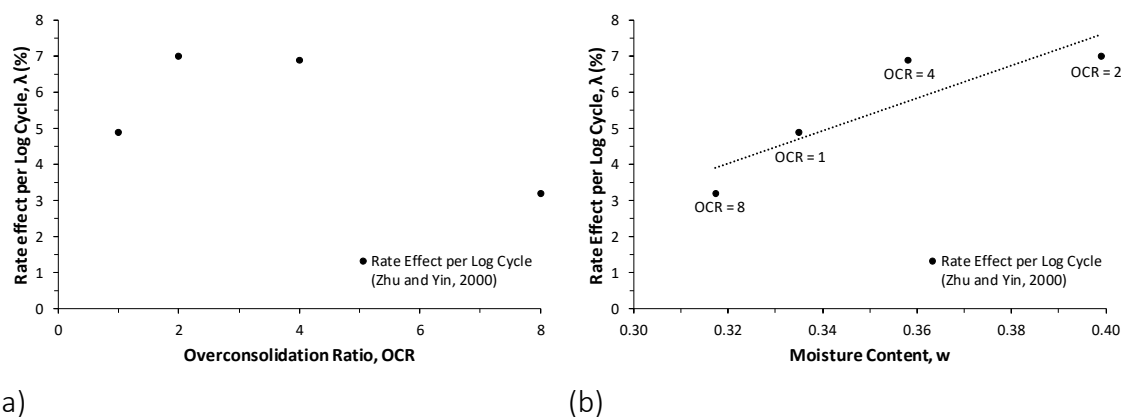 8
7
6
5
4
3
2
1
0
Rate effect per Log Cycle, λ (%)
Rate Effect per Log Cycle
(Zhu and Yin, 2000)
0 2 4 6 8
Overconsolidation Ratio, OCR
a)
8
7
6
5
4
3
2
1
0
Rate Effect per Log Cycle, λ (%)
OCR = 4
OCR = 2
OCR = 1
OCR = 8
Rate Effect per Log Cycle
(Zhu and Yin, 2000)
0.30 0.32 0.34 0.36 0.38 0.40
Moisture Content, w
(b)